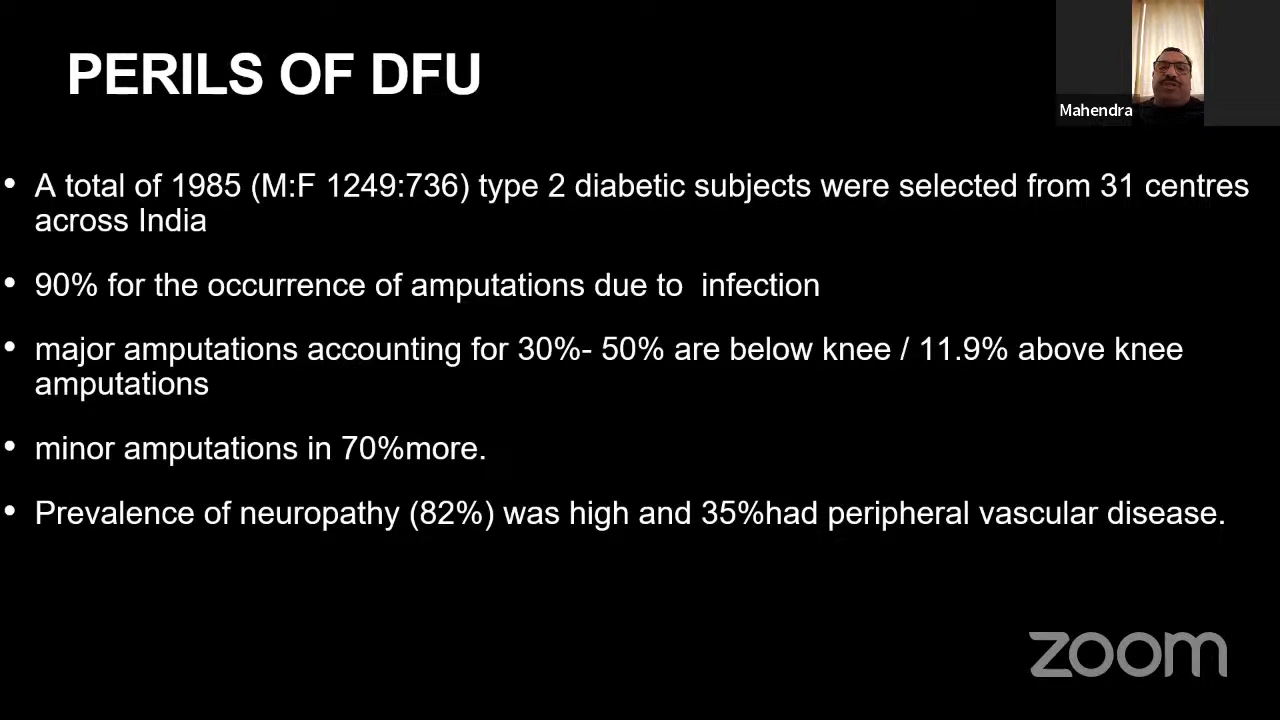 PERILS OF DFU
Mahendra
• A total of 1985 (M:F 1249:736) type 2 diabetic subjects were selected from 31 centres
across India
• 90% for the occurrence of amputations due to  infection
• major amputations accounting for 30%- 50% are below knee / 11.9% above knee
amputations
• minor amputations in 70%more.
• Prevalence of neuropathy (82%) was high and 35%had peripheral vascular disease.
zoom